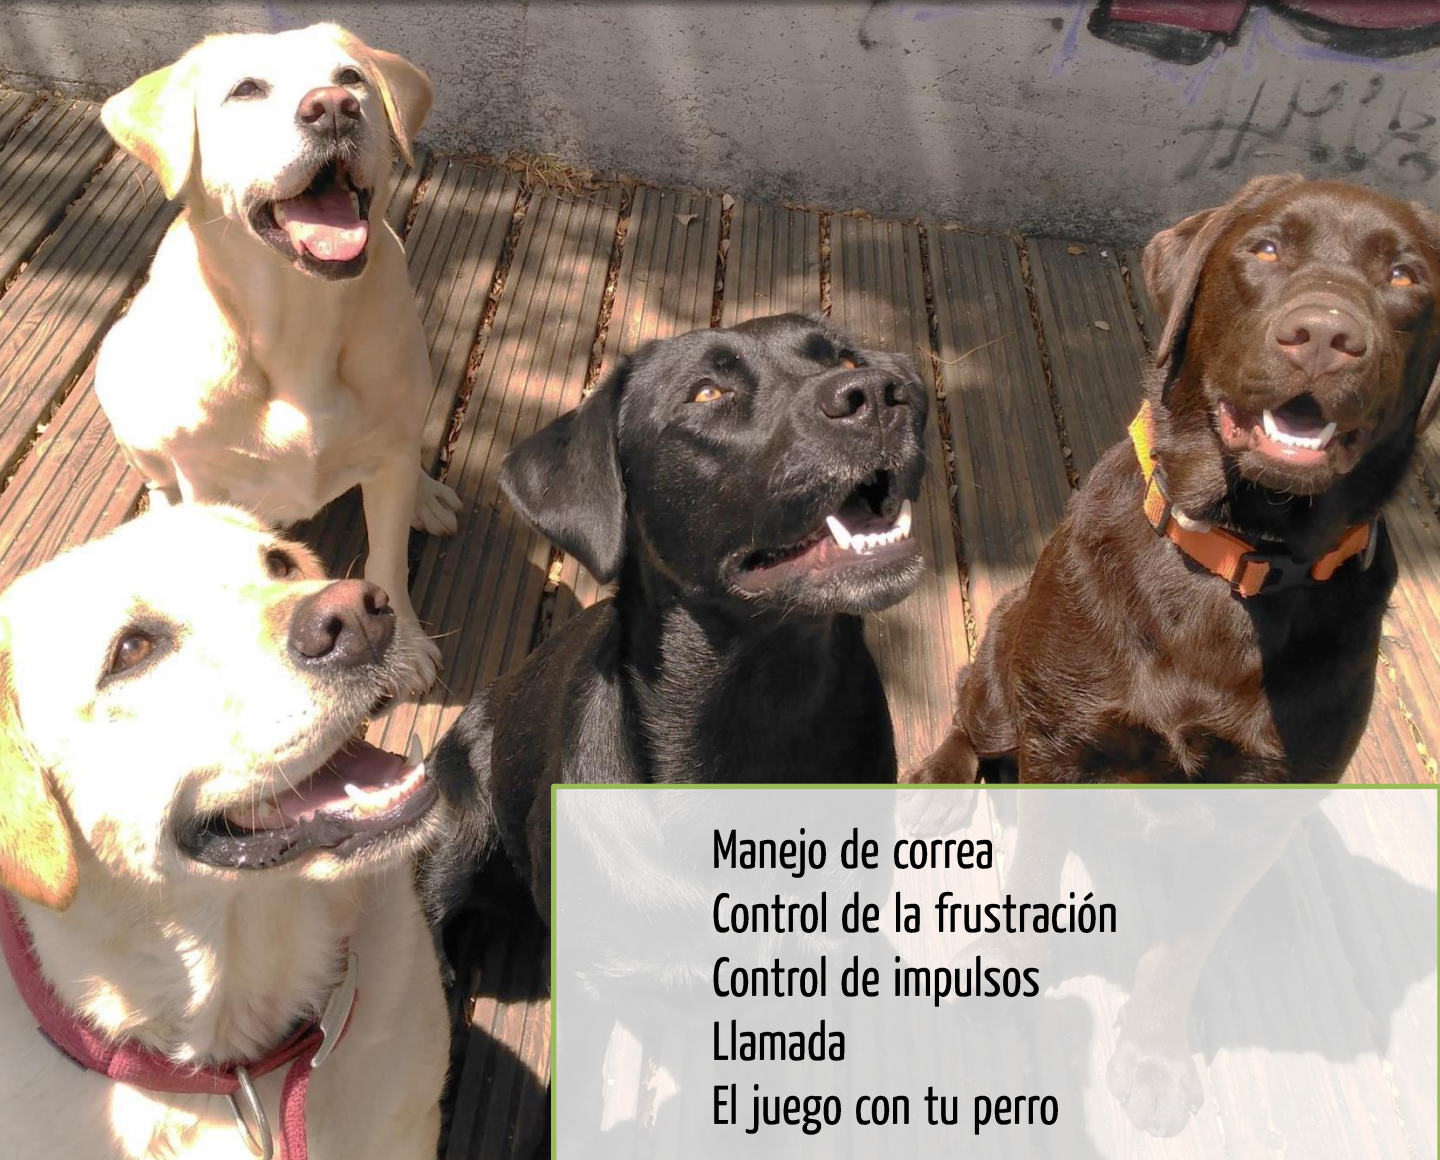 Manejo de correa
Control de la frustración
Control de impulsos
Llamada
El juego con tu perro